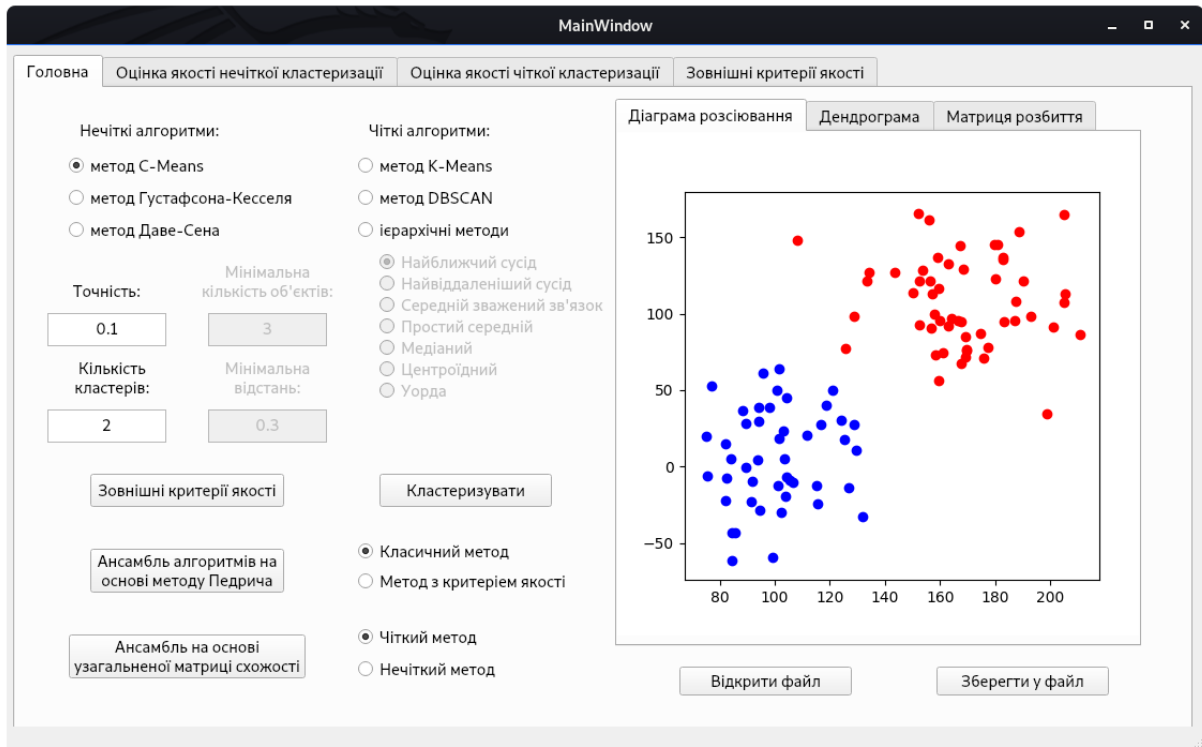 MainWindow
Головна
Оцінка якості нечіткої кластеризації
Оцінка якості чіткої кластеризації
Зовнішні критерії якості
Нечіткі алгоритми:
метод C-Means
метод Густафсона-Кесселя
метод Даве-Сена
Чіткі алгоритми:
метод K-Means
метод DBSCAN
ієрархічні методи
Найближчий сусід
Найвіддаленіший сусід
Середній зважений зв'язок
Простий середній
Медіаний
Центроїдний
Уорда
Точність:
0.1
Мінімальна
кількість об'єктів:
3
Кількість
кластерів:
2
Мінімальна
відстань:
0.3
Зовнішні критерії якості
Кластеризувати
Ансамбль алгоритмів на
основі методу Педрича
Класичний метод
Метод з критерієм якості
Ансамбль на основі
узагальненої матриці схожості
Чіткий метод
Нечіткий метод
Діаграма розсіювання
Дендрограма
Матриця розбиття
150
100
50
0
−50
80 100 120 140 160 180 200
Відкрити файл
Зберегти у файл